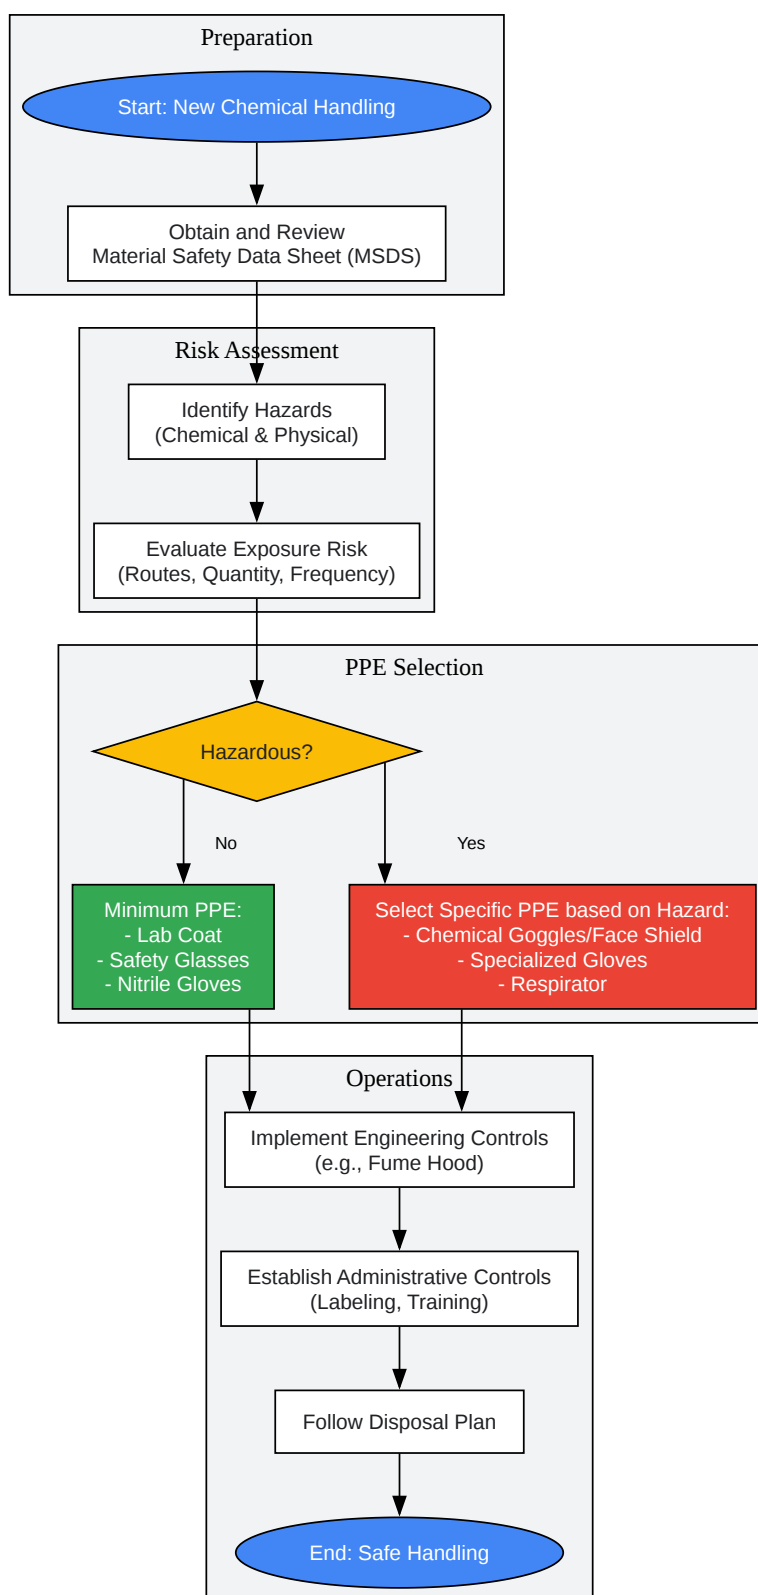 Preparation
Start: New Chemical Handling
Obtain and Review
Material Safety Data Sheet (MSDS)
Risk Assessment
Identify Hazards
(Chemical & Physical)
Evaluate Exposure Risk
(Routes, Quantity, Frequency)
PPE Selection
Hazardous?
No
Yes
Minimum PPE:
- Lab Coat
- Safety Glasses
- Nitrile Gloves
Select Specific PPE based on Hazard:
- Chemical Goggles/Face Shield
- Specialized Gloves
- Respirator
Operations
Implement Engineering Controls
(e.g., Fume Hood)
Establish Administrative Controls
(Labeling, Training)
Follow Disposal Plan
End: Safe Handling